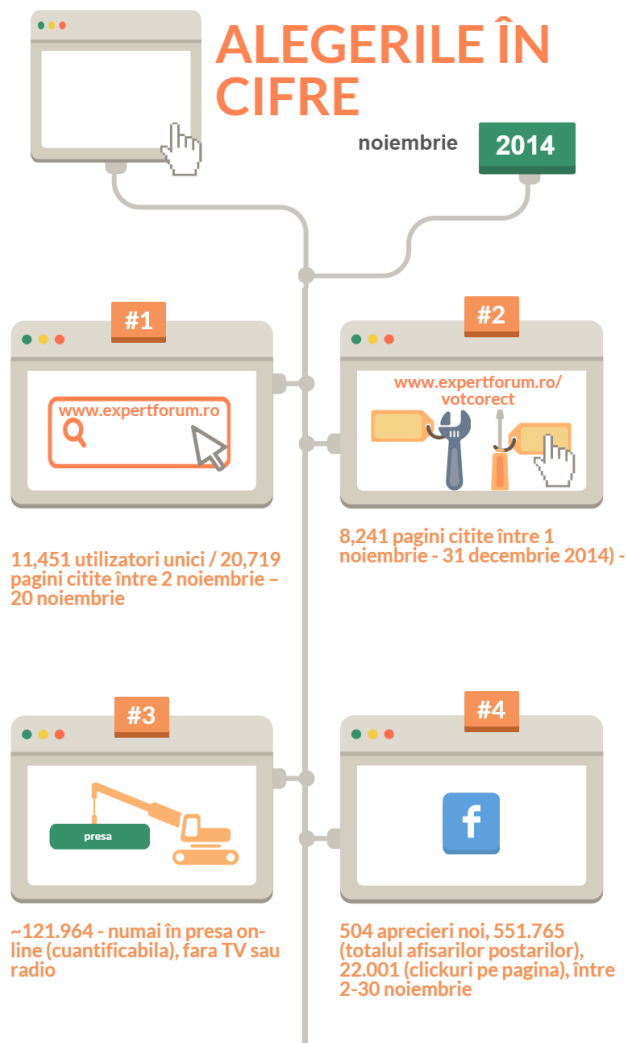 ALEGERILE ÎN
CIFRE
noiembrie
2014
#1
www.expertforum.ro
11,451 utilizatori unici / 20,719
pagini citite între 2 noiembrie –
20 noiembrie
#2
www.expertforum.ro/
votcorect
8,241 pagini citite între 1
noiembrie - 31 decembrie 2014) -
#3
presa
~121.964 - numai în presa on-
line (cuantificabila), fara TV sau
radio
#4
f
504 aprecieri noi, 551.765
(totalul afisarilor postarilor),
22.001 (clickuri pe pagina), între
2-30 noiembrie